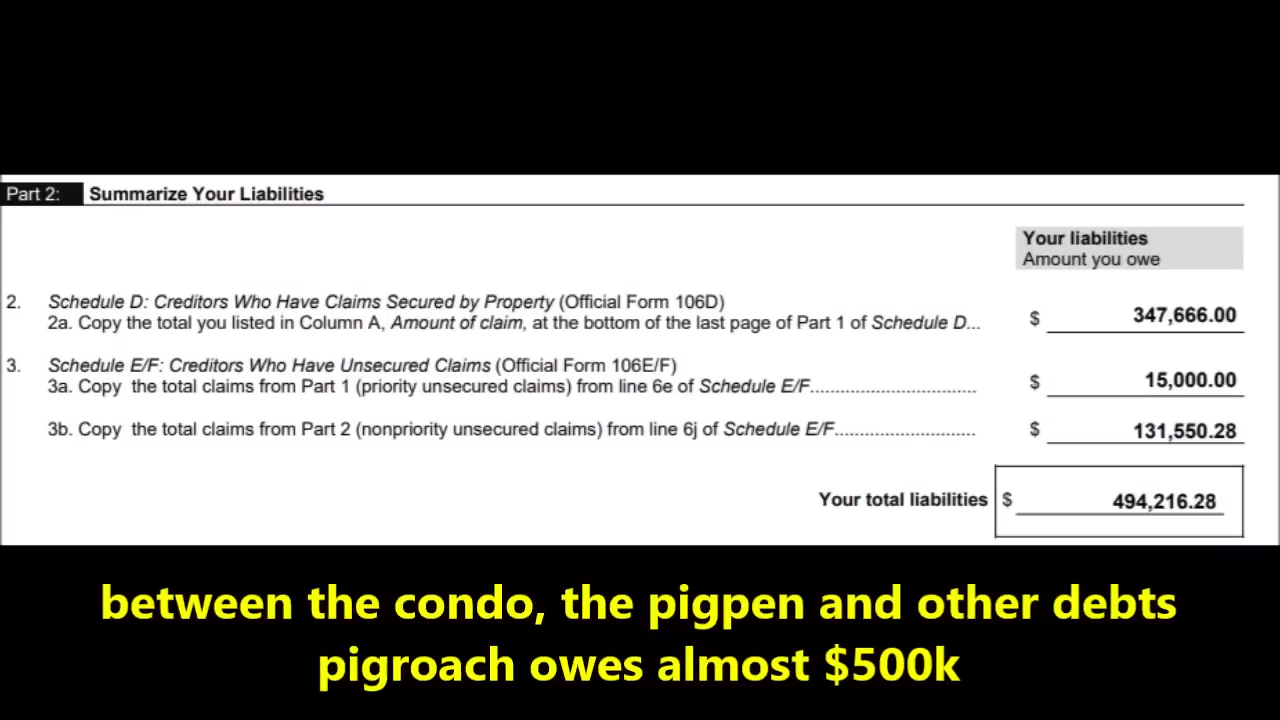 Part 2: Summarize Your Liabilities
Your liabilities
Amount you owe
2. Schedule D: Creditors Who Have Claims Secured by Property (Official Form 106D)
2a. Copy the total you listed in Column A, Amount of claim, at the bottom of the last page of Part 1 of Schedule D... $ 347,666.00
3. Schedule E/F: Creditors Who Have Unsecured Claims (Official Form 106E/F)
3a. Copy the total claims from Part 1 (priority unsecured claims) from line 6e of Schedule E/F................................ $ 15,000.00
3b. Copy the total claims from Part 2 (nonpriority unsecured claims) from line 6j of Schedule E/F........................... $ 131,550.28
Your total liabilities $ 494,216.28
between the condo, the pigpen and other debts
pigroach owes almost $500k